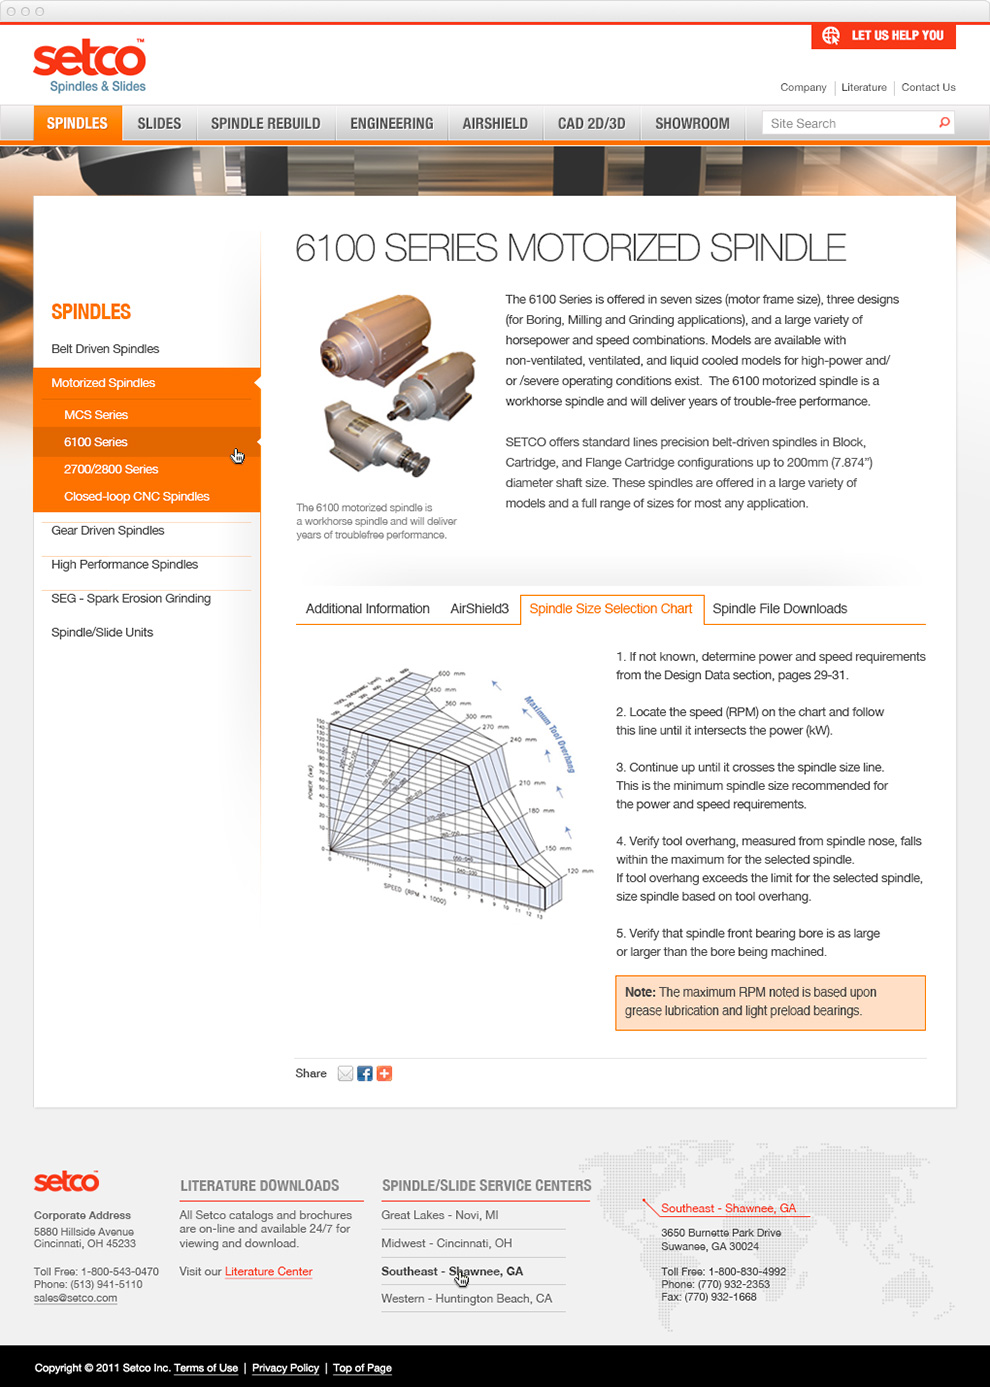 setco™
Spindles & Slides
LET US HELP YOU
Company
Literature
Contact Us
SPINDLES
SLIDES
SPINDLE REBUILD
ENGINEERING
AIRSHIELD
CAD 2D/3D
SHOWROOM
Site Search
SPINDLES
Belt Driven Spindles
Motorized Spindles
MCS Series
6100 Series
2700/2800 Series
Closed-loop CNC Spindles
Gear Driven Spindles
High Performance Spindles
SEG - Spark Erosion Grinding
Spindle/Slide Units
6100 SERIES MOTORIZED SPINDLE
The 6100 motorized spindle is
a workhorse spindle and will deliver
years of troublefree performance.
The 6100 Series is offered in seven sizes (motor frame size), three designs
(for Boring, Milling and Grinding applications), and a large variety of
horsepower and speed combinations. Models are available with
non-ventilated, ventilated, and liquid cooled models for high-power and/
or /severe operating conditions exist.  The 6100 motorized spindle is a
workhorse spindle and will deliver years of trouble-free performance.
SETCO offers standard lines precision belt-driven spindles in Block,
Cartridge, and Flange Cartridge configurations up to 200mm (7.874”)
diameter shaft size. These spindles are offered in a large variety of
models and a full range of sizes for most any application.
Additional Information
AirShield3
Spindle Size Selection Chart
Spindle File Downloads
600 mm
450 mm
360 mm
300 mm
270 mm
240 mm
210 mm
180 mm
150 mm
120 mm
Maximum Tool Overhang
POWER (kW)
SPEED (RPM × 1000)
1 2 3 4 5 6 7 8 9 10 11 12 13
1. If not known, determine power and speed requirements
from the Design Data section, pages 29-31.
2. Locate the speed (RPM) on the chart and follow
this line until it intersects the power (kW).
3. Continue up until it crosses the spindle size line.
This is the minimum spindle size recommended for
the power and speed requirements.
4. Verify tool overhang, measured from spindle nose, falls
within the maximum for the selected spindle.
If tool overhang exceeds the limit for the selected spindle,
size spindle based on tool overhang.
5. Verify that spindle front bearing bore is as large
or larger than the bore being machined.
Note: The maximum RPM noted is based upon
grease lubrication and light preload bearings.
Share
setco™
Corporate Address
5880 Hillside Avenue
Cincinnati, OH 45233
Toll Free: 1-800-543-0470
Phone: (513) 941-5110
sales@setco.com
LITERATURE DOWNLOADS
All Setco catalogs and brochures
are on-line and available 24/7 for
viewing and download.
Visit our Literature Center
SPINDLE/SLIDE SERVICE CENTERS
Great Lakes - Novi, MI
Midwest - Cincinnati, OH
Southeast - Shawnee, GA
Western - Huntington Beach, CA
Southeast - Shawnee, GA
3650 Burnette Park Drive
Suwanee, GA 30024
Toll Free: 1-800-830-4992
Phone: (770) 932-2353
Fax: (770) 932-1668
Copyright © 2011 Setco Inc. Terms of Use | Privacy Policy | Top of Page